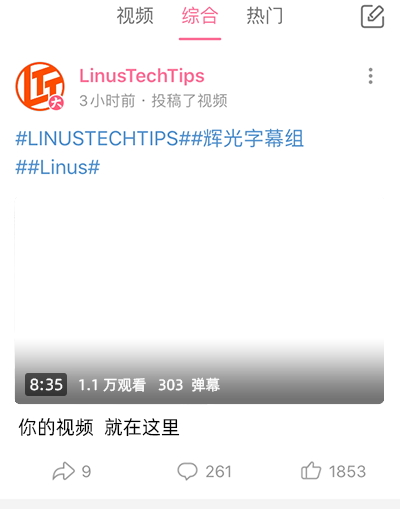 视频 综合 热门
LTT
LinusTechTips
大
3小时前 · 投稿了视频
#LINUSTECHTIPS##辉光字幕组
##Linus#
8:35 1.1 万观看 303 弹幕
你的视频 就在这里
9 261 1853